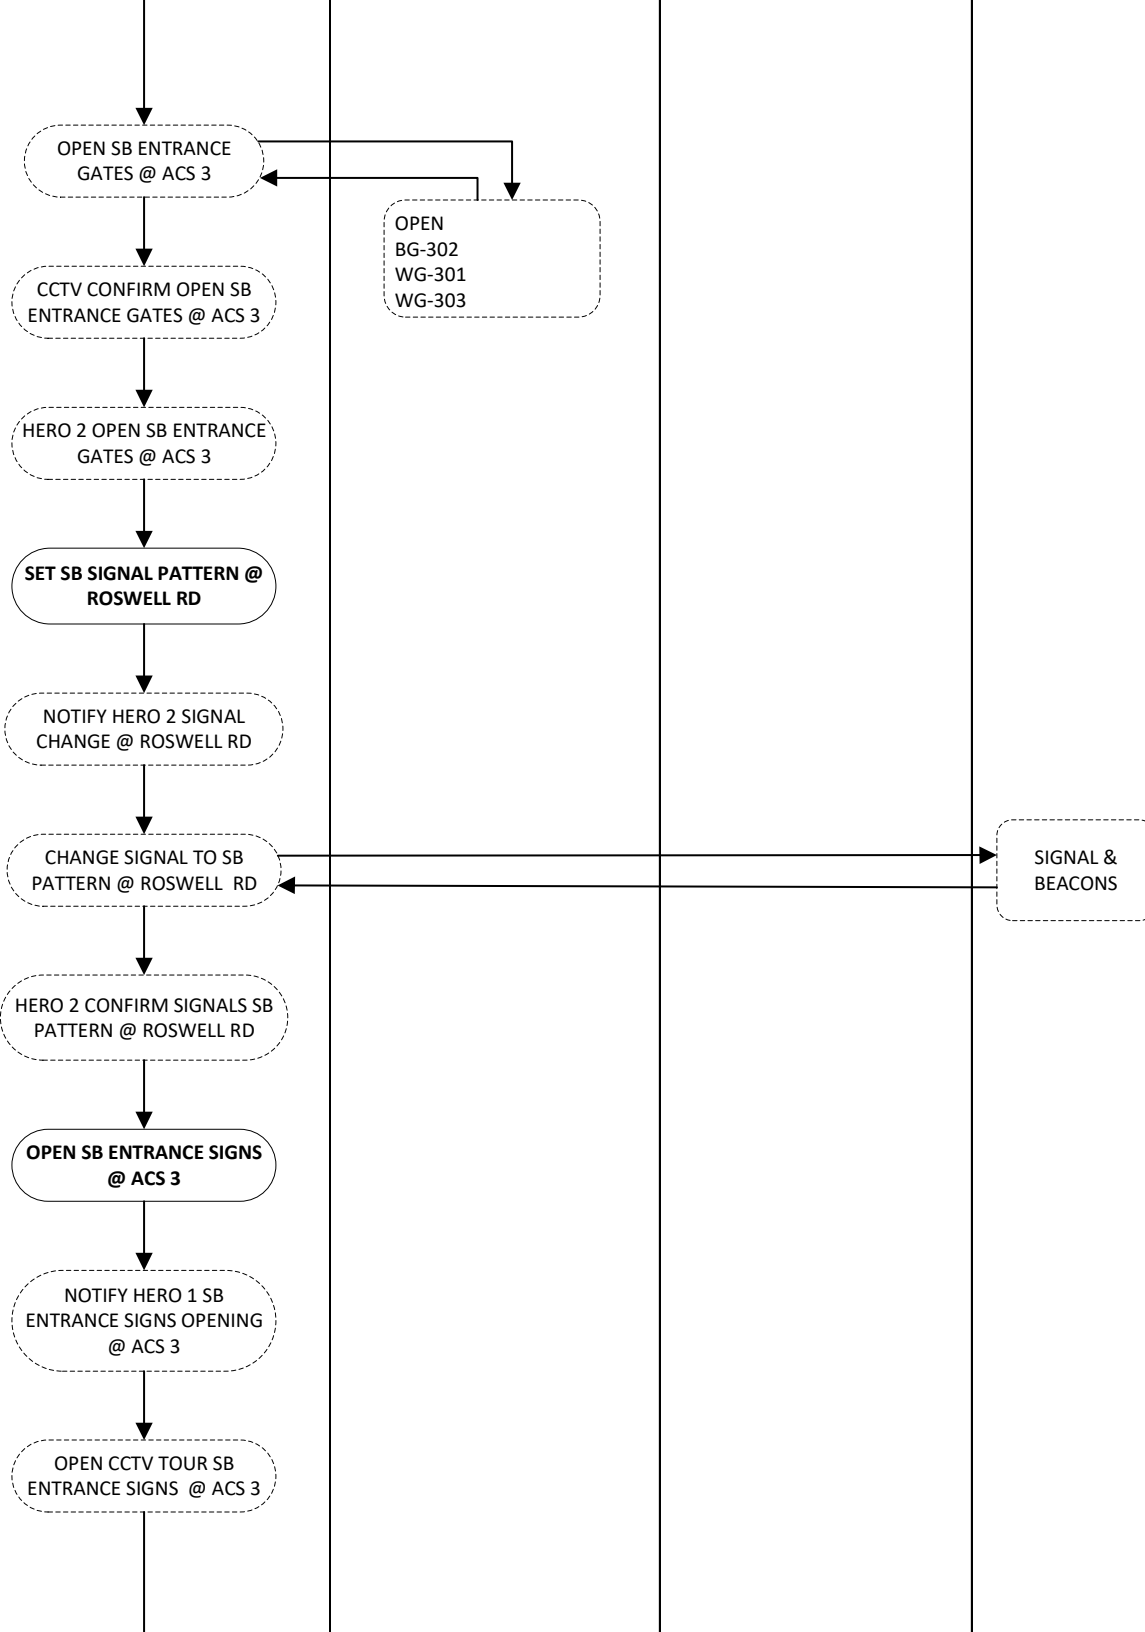 OPEN SB ENTRANCE
GATES @ ACS 3
OPEN
BG-302
WG-301
WG-303
CCTV CONFIRM OPEN SB
ENTRANCE GATES @ ACS 3
HERO 2 OPEN SB ENTRANCE
GATES @ ACS 3
SET SB SIGNAL PATTERN @
ROSWELL RD
NOTIFY HERO 2 SIGNAL
CHANGE @ ROSWELL RD
CHANGE SIGNAL TO SB
PATTERN @ ROSWELL RD
SIGNAL &
BEACONS
HERO 2 CONFIRM SIGNALS SB
PATTERN @ ROSWELL RD
OPEN SB ENTRANCE SIGNS
@ ACS 3
NOTIFY HERO 1 SB
ENTRANCE SIGNS OPENING
@ ACS 3
OPEN CCTV TOUR SB
ENTRANCE SIGNS @ ACS 3